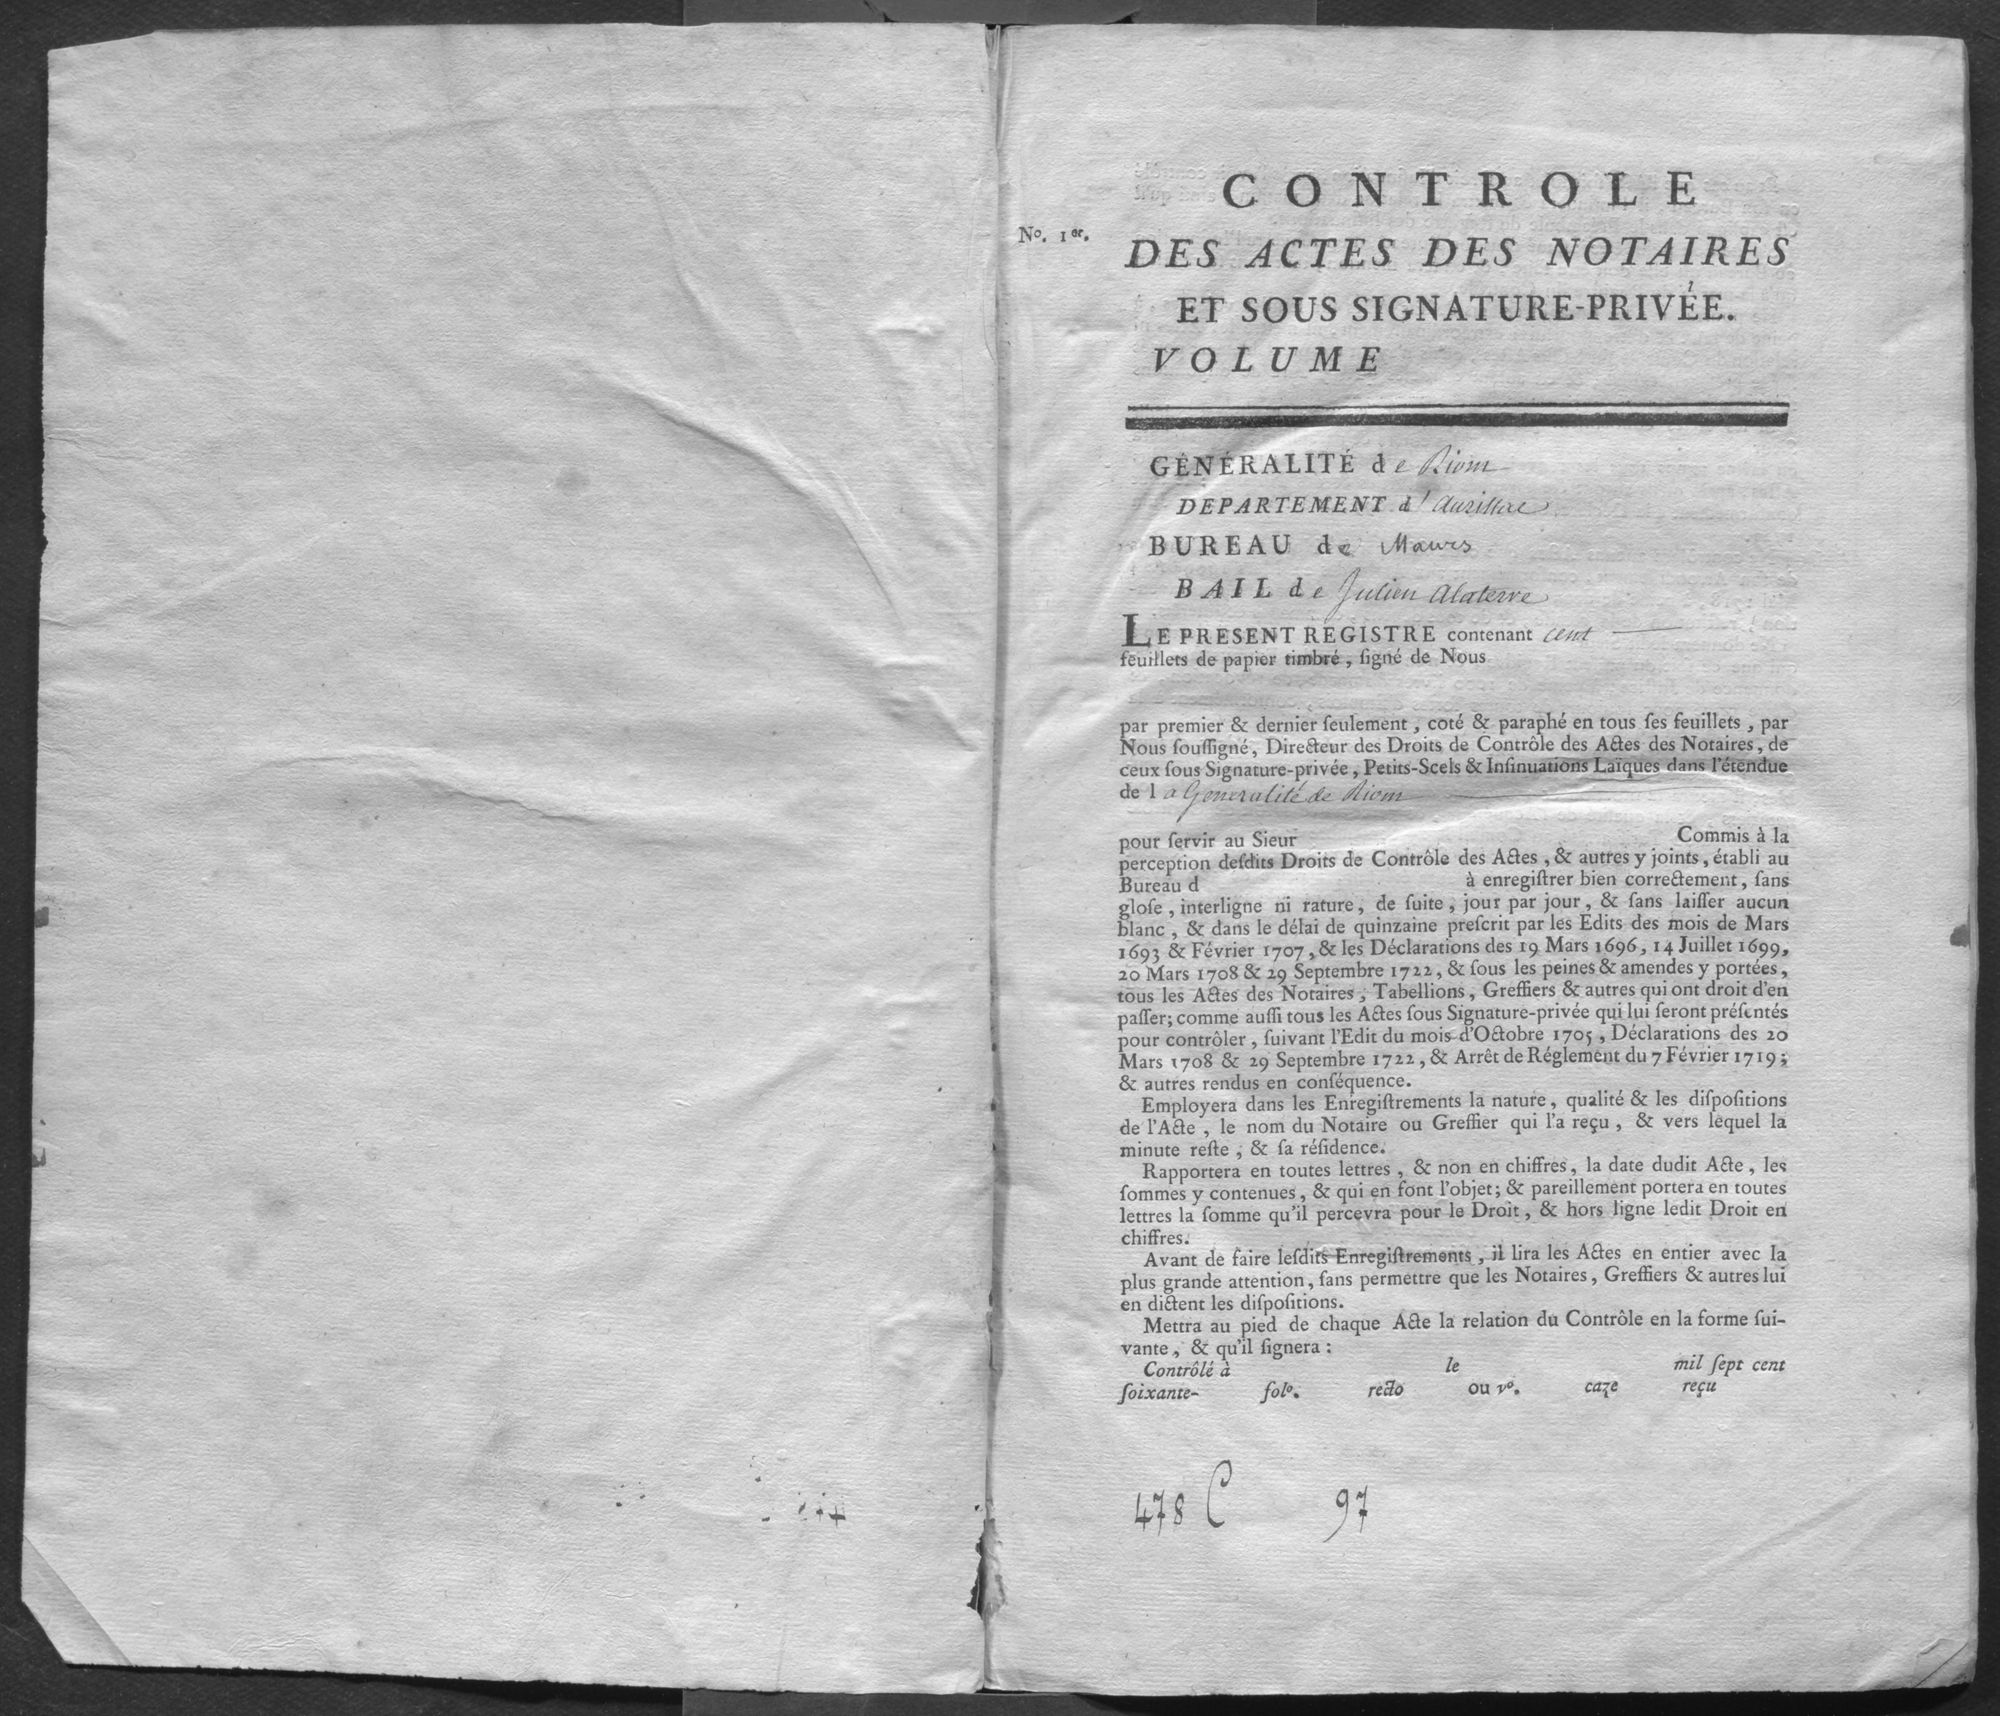 No. 1er.
CONTROLE
DES ACTES DES NOTAIRES
ET SOUS SIGNATURE-PRIVÉE.
VOLUME
GÉNÉRALITÉ de Riom
DEPARTEMENT d'Aurillac
BUREAU de Maurs
BAIL de Julien Alaterre
LE PRESENT REGISTRE contenant cent
feuillets de papier timbré, ſigné de Nous
par premier & dernier ſeulement, coté & paraphé en tous ſes feuillets, par
Nous ſouſſigné, Directeur des Droits de Contrôle des Actes des Notaires, de
ceux ſous Signature-privée, Petits-Scels & Inſinuations Laïques dans l'étendue
de la Generalité de Riom
pour ſervir au Sieur Commis à la
perception deſdits Droits de Contrôle des Actes, & autres y joints, établi au
Bureau d à enregiſtrer bien correctement, ſans
gloſe, interligne ni rature, de ſuite, jour par jour, & ſans laiſſer aucun
blanc, & dans le délai de quinzaine preſcrit par les Edits des mois de Mars
1693 & Février 1707, & les Déclarations des 19 Mars 1696, 14 Juillet 1699,
20 Mars 1708 & 29 Septembre 1722, & ſous les peines & amendes y portées,
tous les Actes des Notaires, Tabellions, Greffiers & autres qui ont droit d'en
paſſer; comme auſſi tous les Actes ſous Signature-privée qui lui ſeront préſentés
pour contrôler, ſuivant l'Edit du mois d'Octobre 1705, Déclarations des 20
Mars 1708 & 29 Septembre 1722, & Arrêt de Réglement du 7 Février 1719;
& autres rendus en conſéquence.
Employera dans les Enregiſtrements la nature, qualité & les diſpoſitions
de l'Acte, le nom du Notaire ou Greffier qui l'a reçu, & vers lequel la
minute reſte, & ſa réſidence.
Rapportera en toutes lettres, & non en chiffres, la date dudit Acte, les
ſommes y contenues, & qui en font l'objet; & pareillement portera en toutes
lettres la ſomme qu'il percevra pour le Droit, & hors ligne ledit Droit en
chiffres.
Avant de faire leſdits Enregiſtrements, il lira les Actes en entier avec la
plus grande attention, ſans permettre que les Notaires, Greffiers & autres lui
en dictent les diſpoſitions.
Mettra au pied de chaque Acte la relation du Contrôle en la forme ſui-
vante, & qu'il ſignera :
Contrôlé à le mil ſept cent
ſoixante- folo. recto ou vo. caze reçu
478 C 97